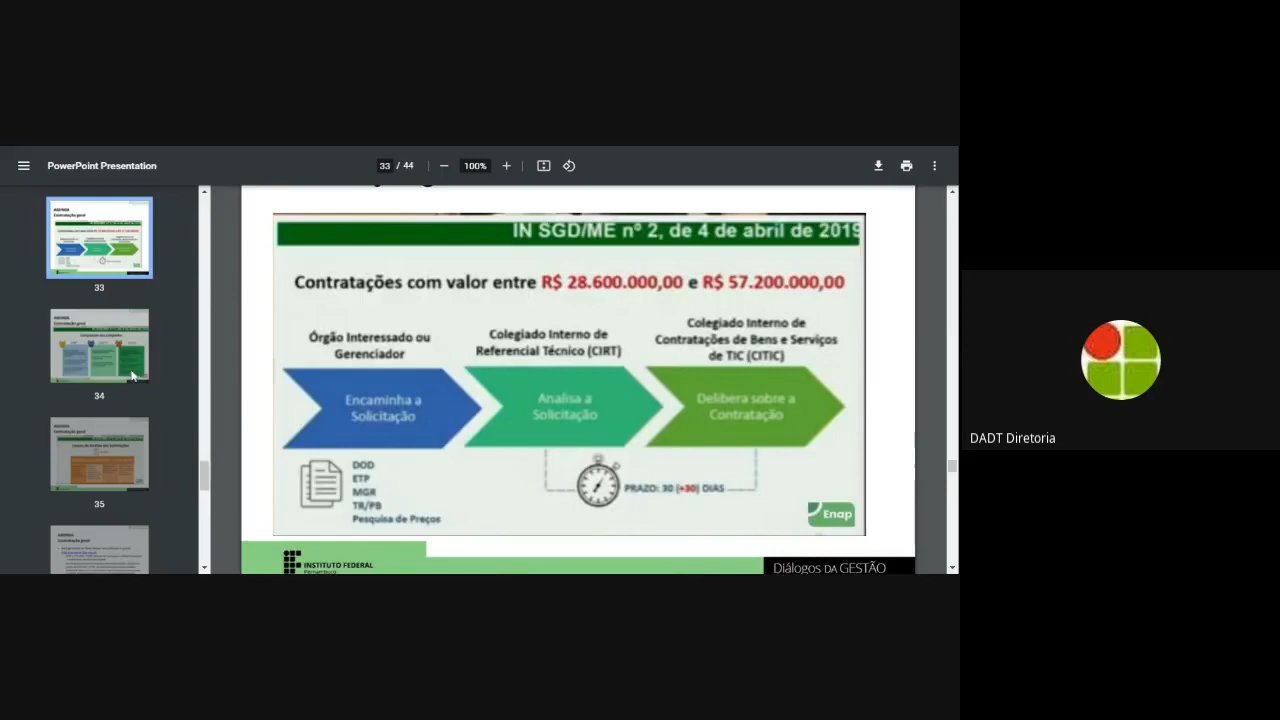 PowerPoint Presentation
33 / 44
100%
IN SGD/ME nº 2, de 4 de abril de 2019
Contratações com valor entre R$ 28.600.000,00 e R$ 57.200.000,00
Órgão Interessado ou
Gerenciador
Colegiado Interno de
Referencial Técnico (CIRT)
Colegiado Interno de
Contratações de Bens e Serviços
de TIC (CITIC)
Encaminha a
Solicitação
Analisa a
Solicitação
Delibera sobre a
Contratação
DOD
ETP
MGR
TR/PB
Pesquisa de Preços
PRAZO: 30 (+30) DIAS
Enap
INSTITUTO FEDERAL
Pernambuco
Diálogos DA GESTÃO
33
34
35
DADT Diretoria